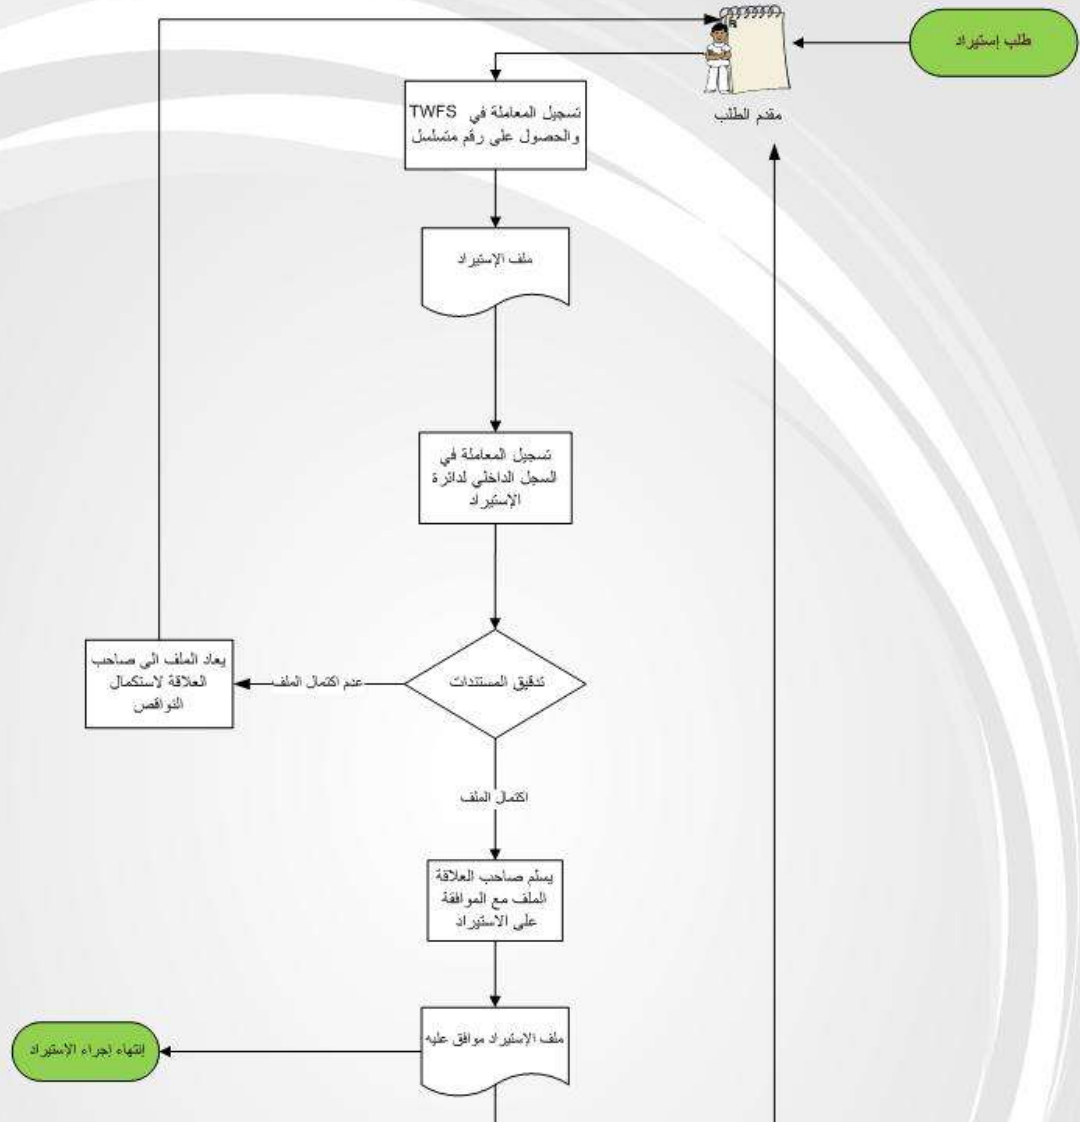 طلب إستيراد
مقدم الطلب
تسجيل المعاملة في TWFS
والحصول على رقم متسلسل
ملف الإستيراد
تسجيل المعاملة في
السجل الداخلي لدائرة
الإستيراد
تدقيق المستندات
عدم اكتمال الملف
يعاد الملف الى صاحب
العلاقة لاستكمال
النواقص
اكتمال الملف
يسلم صاحب العلاقة
الملف مع الموافقة
على الاستيراد
ملف الإستيراد موافق عليه
إنتهاء إجراء الإستيراد